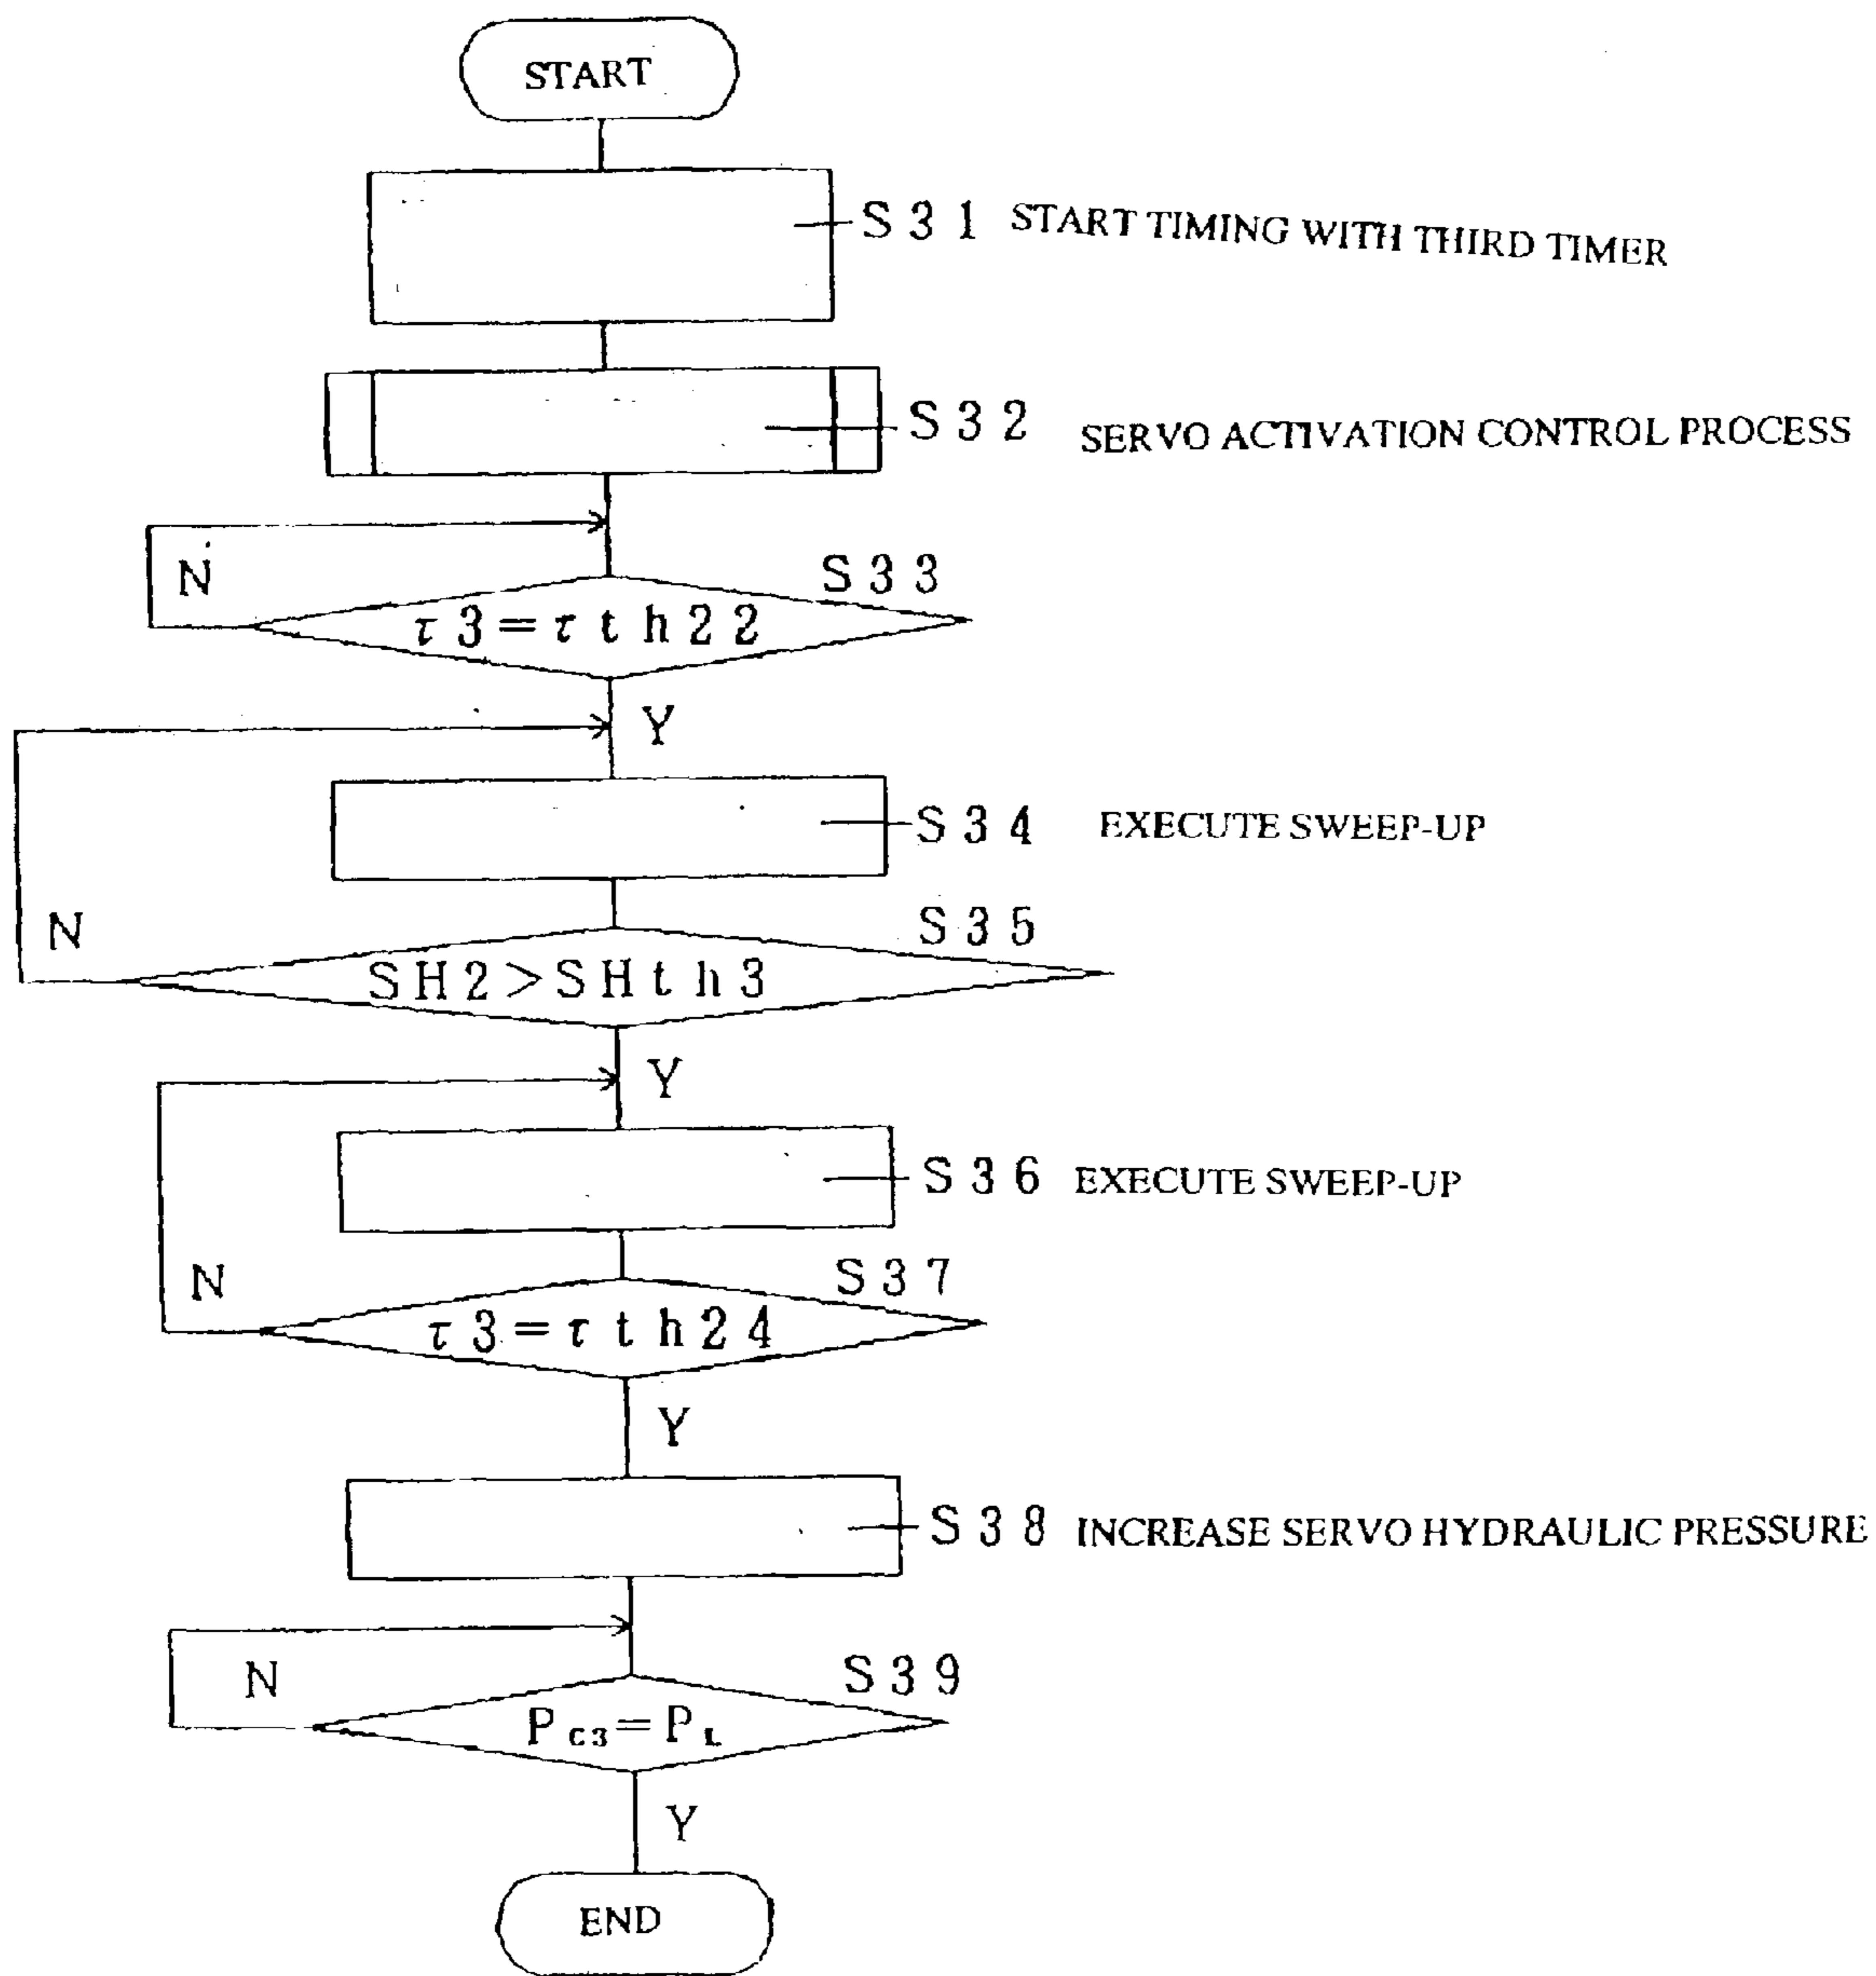 START
S31 START TIMING WITH THIRD TIMER
S32 SERVO ACTIVATION CONTROL PROCESS
N
S33
τ3=τth22
Y
S34 EXECUTE SWEEP-UP
N
S35
SH2>SHth3
Y
S36 EXECUTE SWEEP-UP
N
S37
τ3=τth24
Y
S38 INCREASE SERVO HYDRAULIC PRESSURE
N
S39
PC3=PL
Y
END